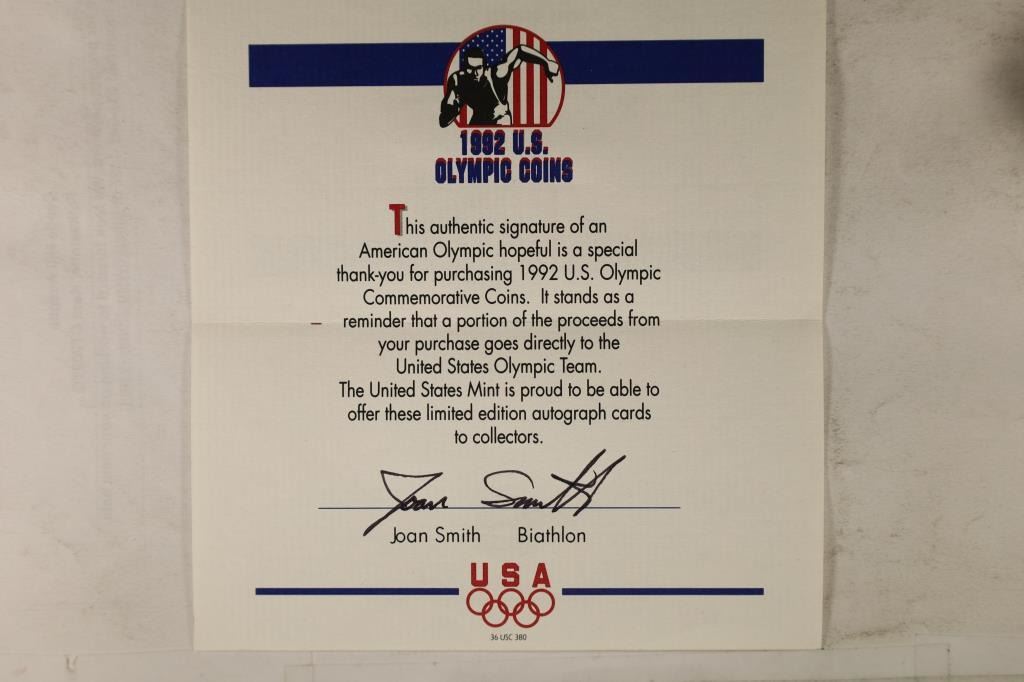 1992 U.S.
OLYMPIC COINS
This authentic signature of an
American Olympic hopeful is a special
thank-you for purchasing 1992 U.S. Olympic
Commemorative Coins. It stands as a
reminder that a portion of the proceeds from
your purchase goes directly to the
United States Olympic Team.
The United States Mint is proud to be able to
offer these limited edition autograph cards
to collectors.
Joan Smith
Joan Smith Biathlon
USA
36 USC 380